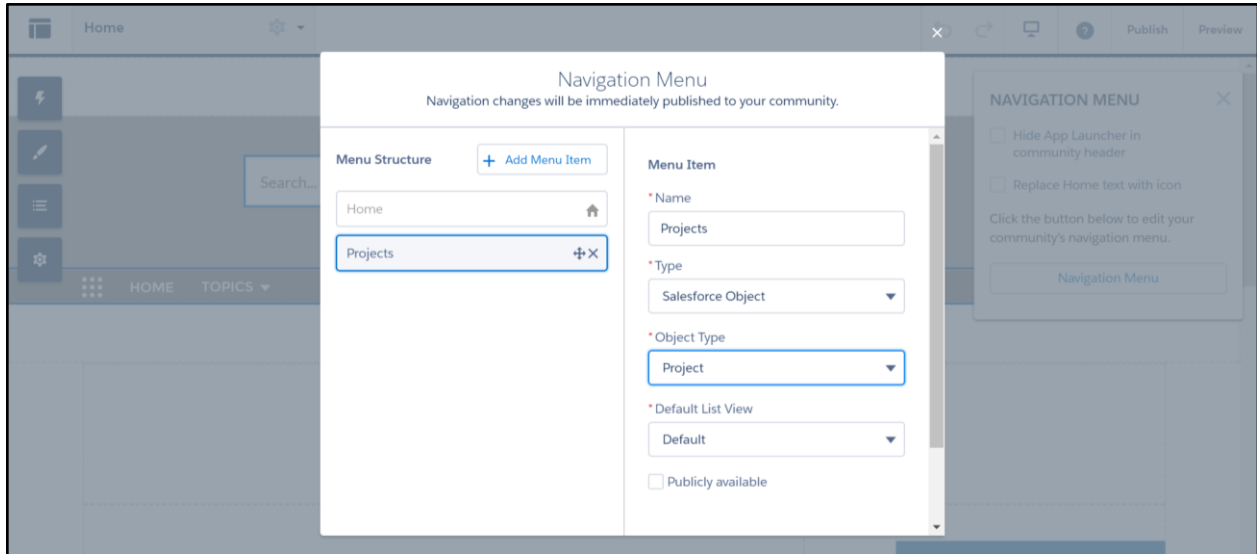 Home
Publish
Preview
Navigation Menu
Navigation changes will be immediately published to your community.
Menu Structure
+ Add Menu Item
Home
Projects
Menu Item
*Name
Projects
*Type
Salesforce Object
*Object Type
Project
*Default List View
Default
Publicly available
Search...
HOME TOPICS
NAVIGATION MENU
Hide App Launcher in
community header
Replace Home text with icon
Click the button below to edit your
community's navigation menu.
Navigation Menu